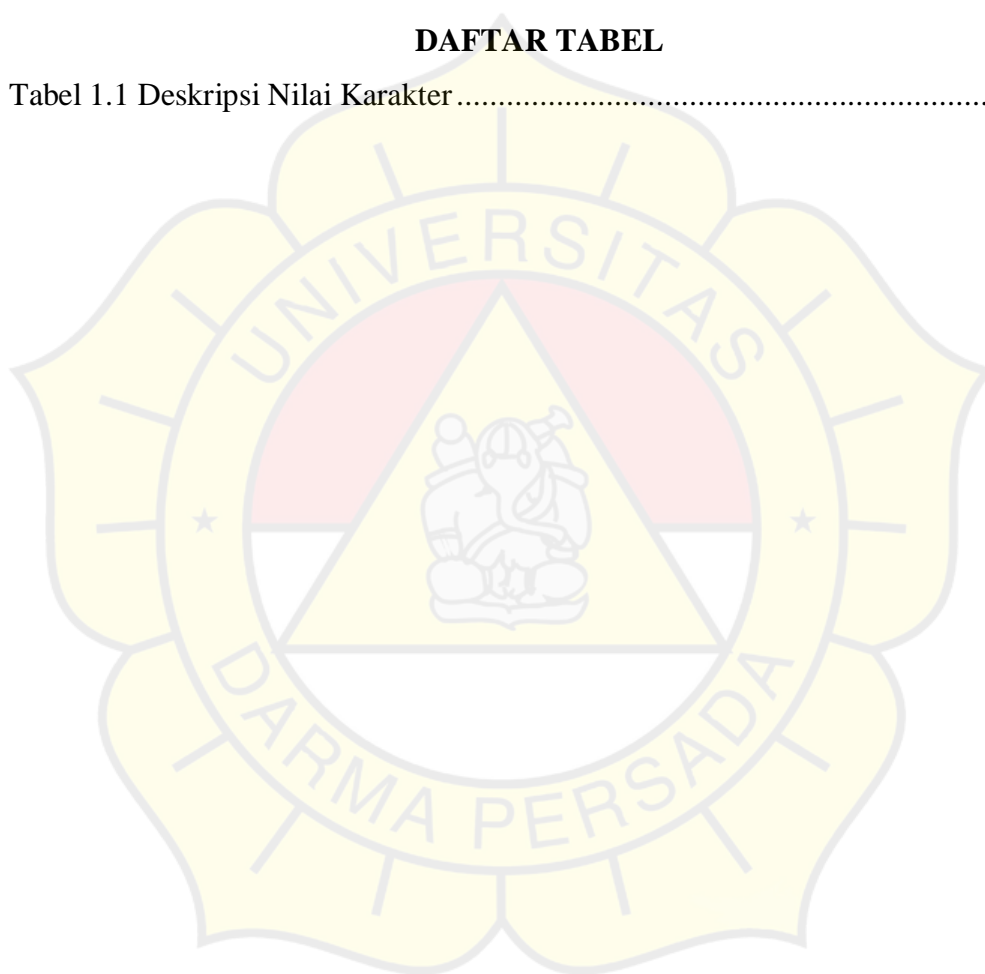 DAFTAR TABEL
Tabel 1.1 Deskripsi Nilai Karakter................................................................
UNIVERSITAS
DARMA PERSADA